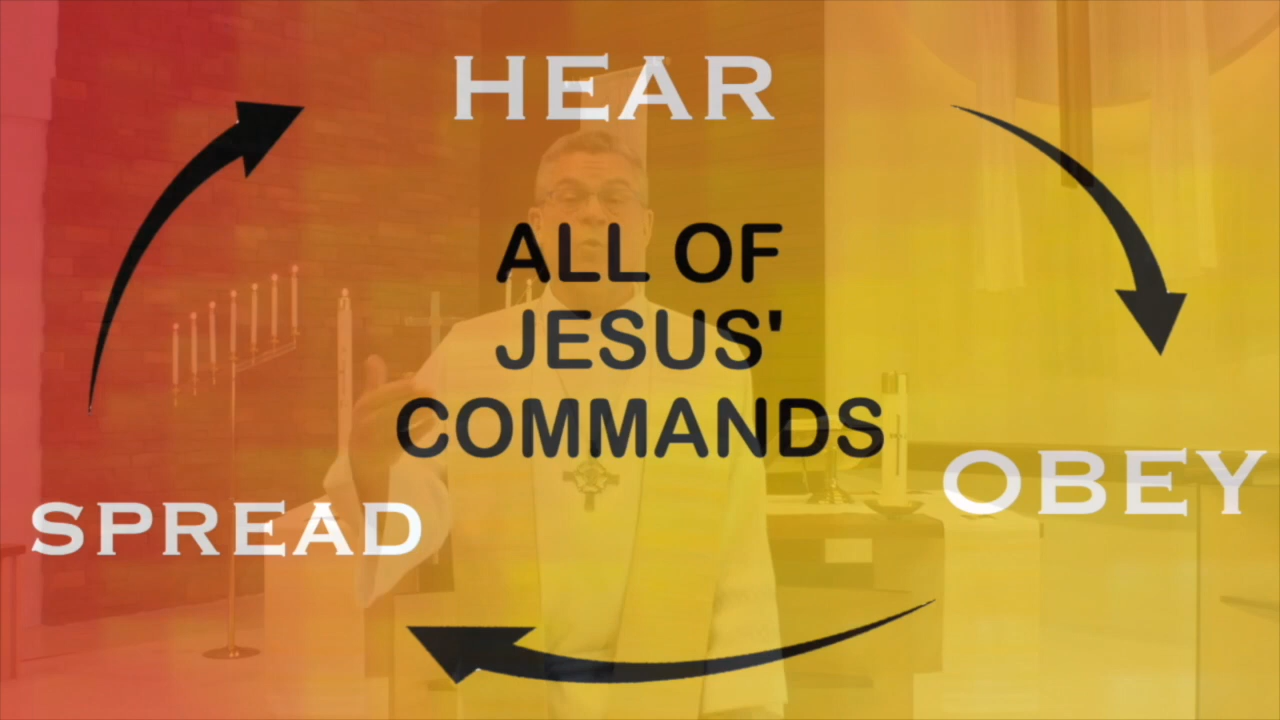 HEAR
ALL OF
JESUS'
COMMANDS
OBEY
SPREAD